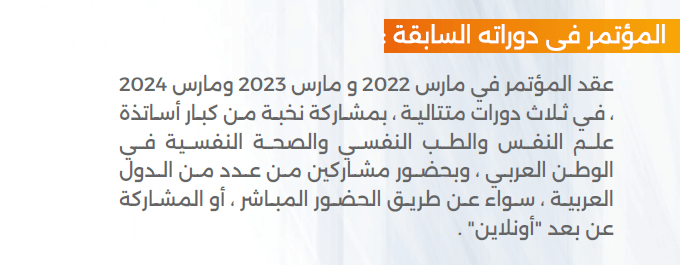 المؤتمر فى دوراته السابقة :
عقد المؤتمر في مارس 2022 و مارس 2023 ومارس 2024
، في ثلاث دورات متتالية ، بمشاركة نخبة من كبار أساتذة
علم النفس والطب النفسي والصحة النفسية في
الوطن العربي ، وبحضور مشاركين من عدد من الدول
العربية ، سواء عن طريق الحضور المباشر ، أو المشاركة
عن بعد "أونلاين" .